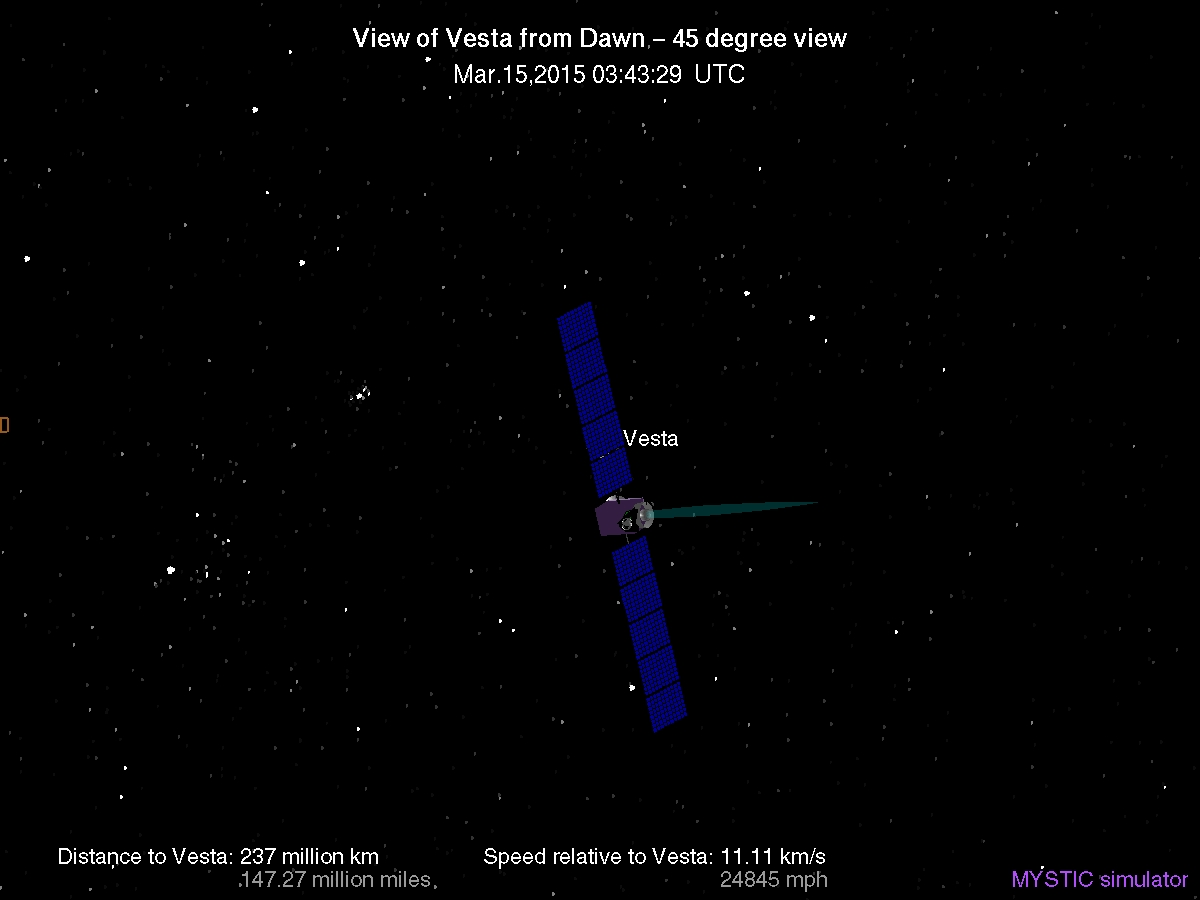 View of Vesta from Dawn – 45 degree view
Mar.15,2015 03:43:29 UTC
Vesta
Distance to Vesta: 237 million km
147.27 million miles
Speed relative to Vesta: 11.11 km/s
24845 mph
MYSTIC simulator